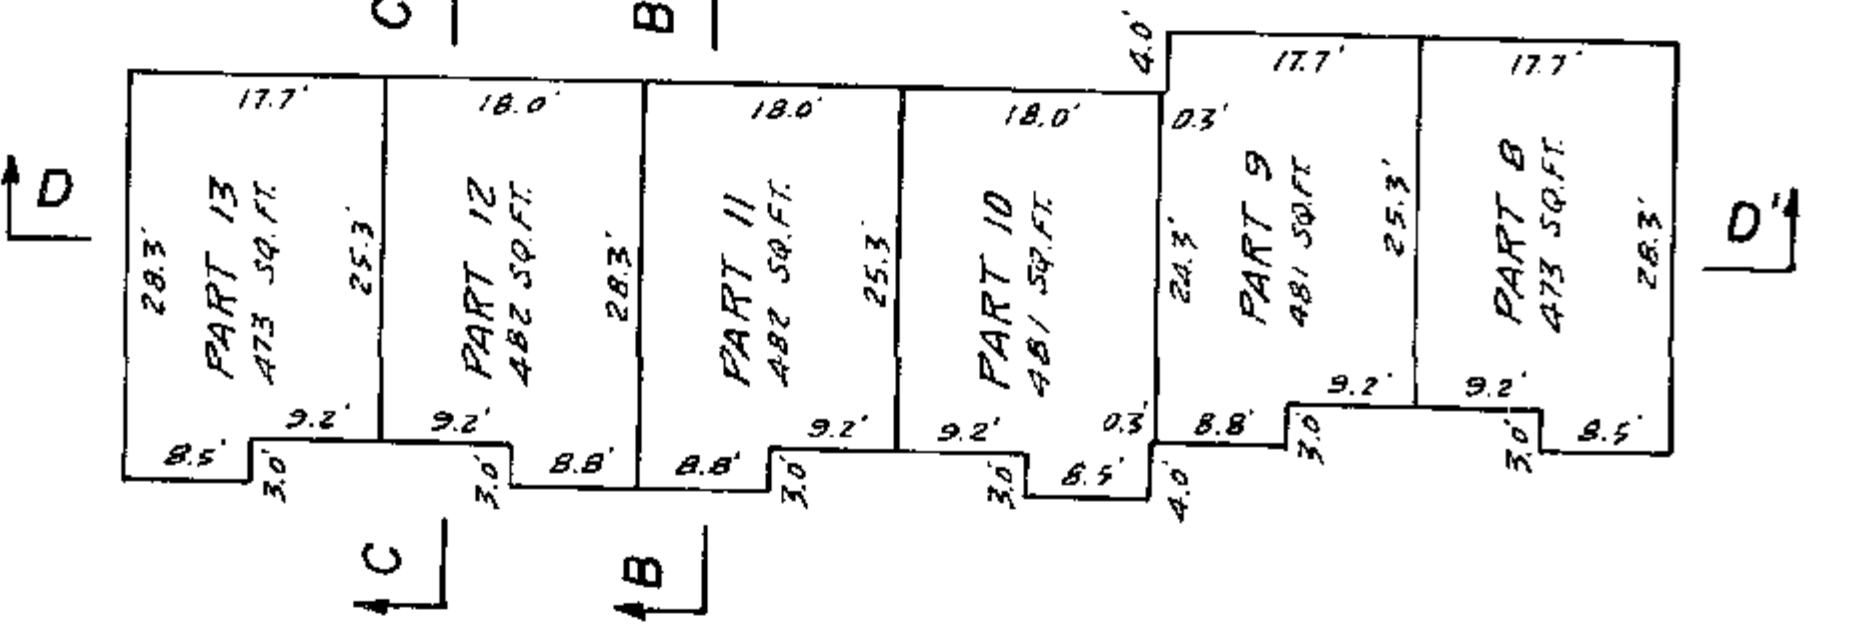 C
B
4.0'
17.7'
17.7'
17.7'
18.0'
18.0'
18.0'
0.3'
D
28.3'
PART 13
473 SQ.FT.
25.3'
PART 12
482 SQ.FT.
28.3'
PART 11
482 SQ.FT.
25.3'
PART 10
481 SQ.FT.
24.3'
PART 9
481 SQ.FT.
25.3'
PART 8
473 SQ.FT.
28.3'
D'
8.5'
3.0'
9.2'
9.2'
3.0'
8.8'
8.8'
3.0'
9.2'
9.2'
3.0'
8.5'
0.3'
4.0'
8.8'
3.0'
9.2'
9.2'
3.0'
8.5'
C
B